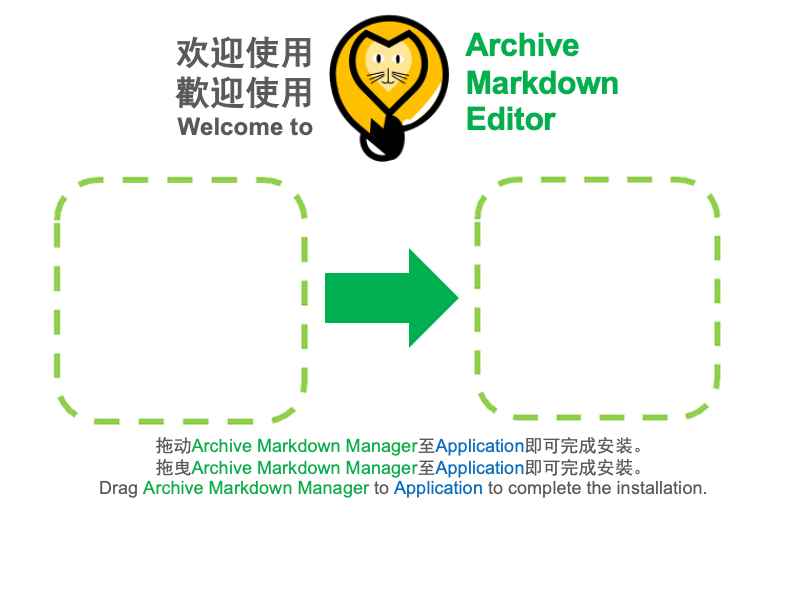 欢迎使用
歡迎使用
Welcome to
Archive
Markdown
Editor
拖动Archive Markdown Manager至Application即可完成安装。
拖曳Archive Markdown Manager至Application即可完成安裝。
Drag Archive Markdown Manager to Application to complete the installation.